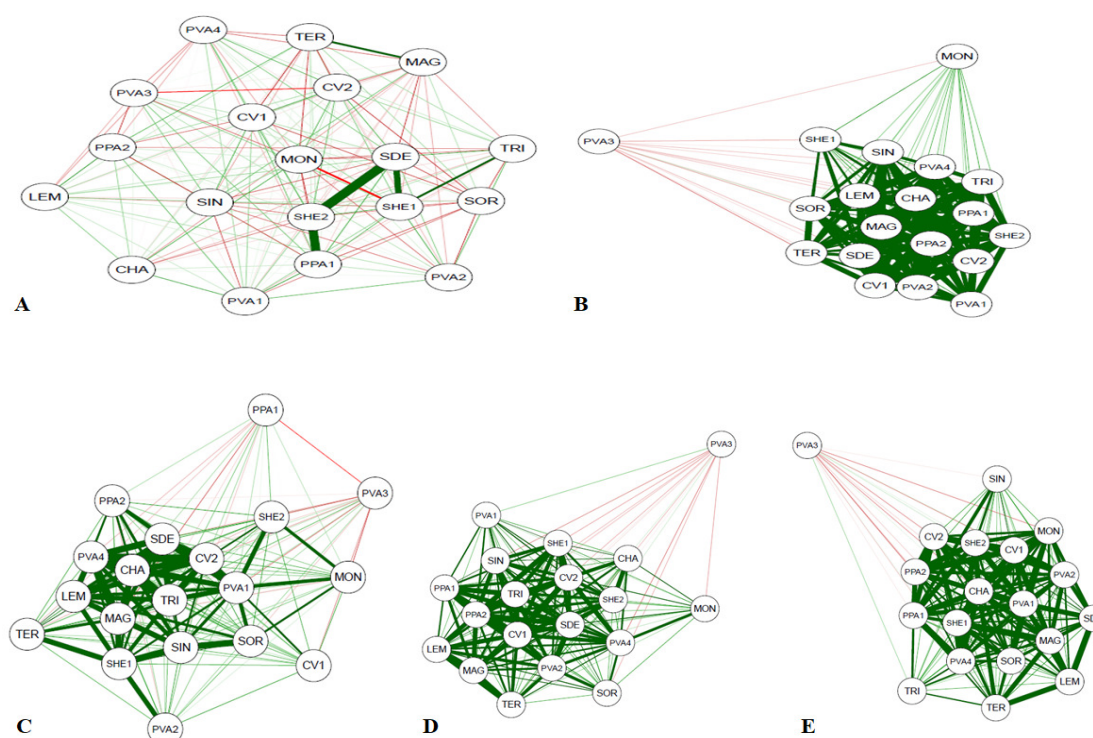 PVA4
TER
MAG
PVA3
CV2
CV1
PPA2
MON
SDE
TRI
LEM
SIN
SHE2
SHE1
SOR
CHA
PPA1
PVA2
PVA1
A
MON
PVA3
SHE1
SIN
PVA4
TRI
LEM
CHA
SOR
PPA1
MAG
SHE2
PPA2
TER
SDE
CV2
CV1
PVA2
PVA1
B
PPA1
PPA2
PVA3
SHE2
SDE
PVA4
CV2
CHA
MON
PVA1
LEM
TRI
MAG
TER
SOR
SIN
SHE1
CV1
PVA2
C
PVA3
PVA1
SHE1
SIN
CHA
CV2
PPA1
TRI
SHE2
MON
PPA2
SDE
CV1
PVA4
LEM
PVA2
MAG
SOR
TER
D
PVA3
SIN
CV2
SHE2
MON
CV1
PPA2
PVA2
CHA
PVA1
PPA1
SHE1
MAG
PVA4
SOR
LEM
TRI
TER
E